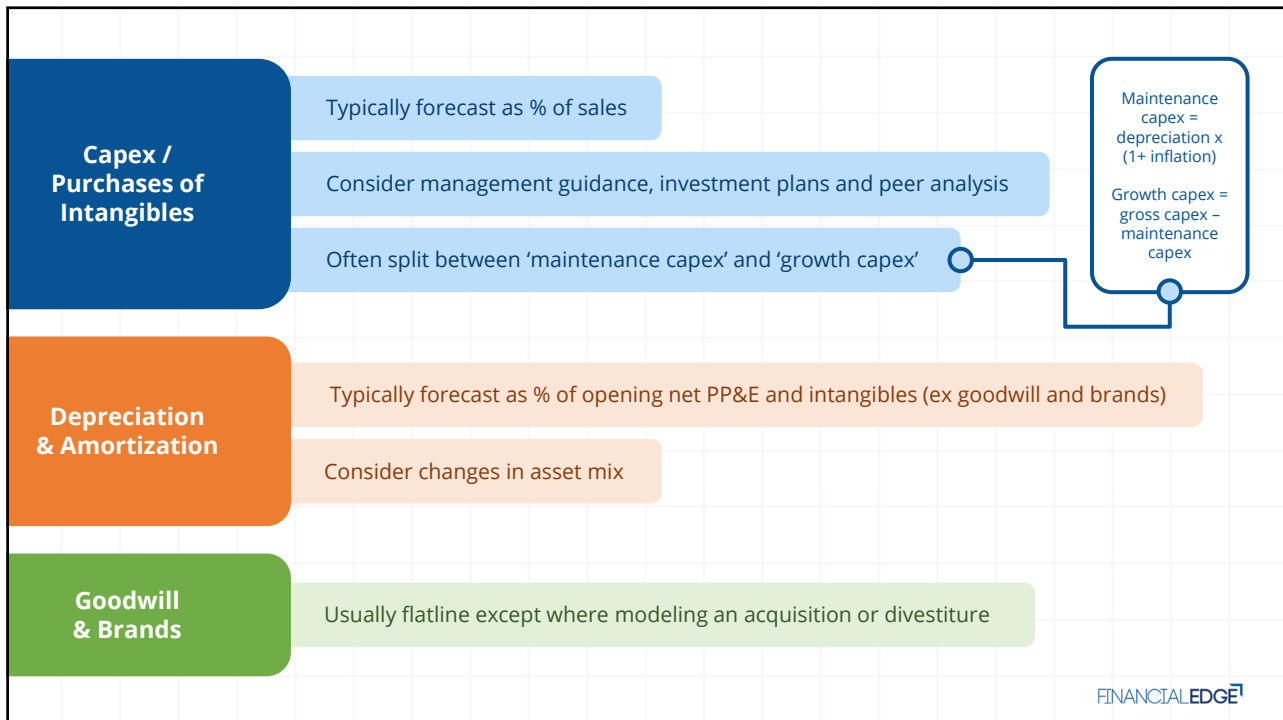 Capex /
Purchases of
Intangibles
Typically forecast as % of sales
Consider management guidance, investment plans and peer analysis
Often split between ‘maintenance capex’ and ‘growth capex’
Maintenance
capex =
depreciation x
(1+ inflation)
Growth capex =
gross capex –
maintenance
capex
Depreciation
& Amortization
Typically forecast as % of opening net PP&E and intangibles (ex goodwill and brands)
Consider changes in asset mix
Goodwill
& Brands
Usually flatline except where modeling an acquisition or divestiture
FINANCIALEDGE